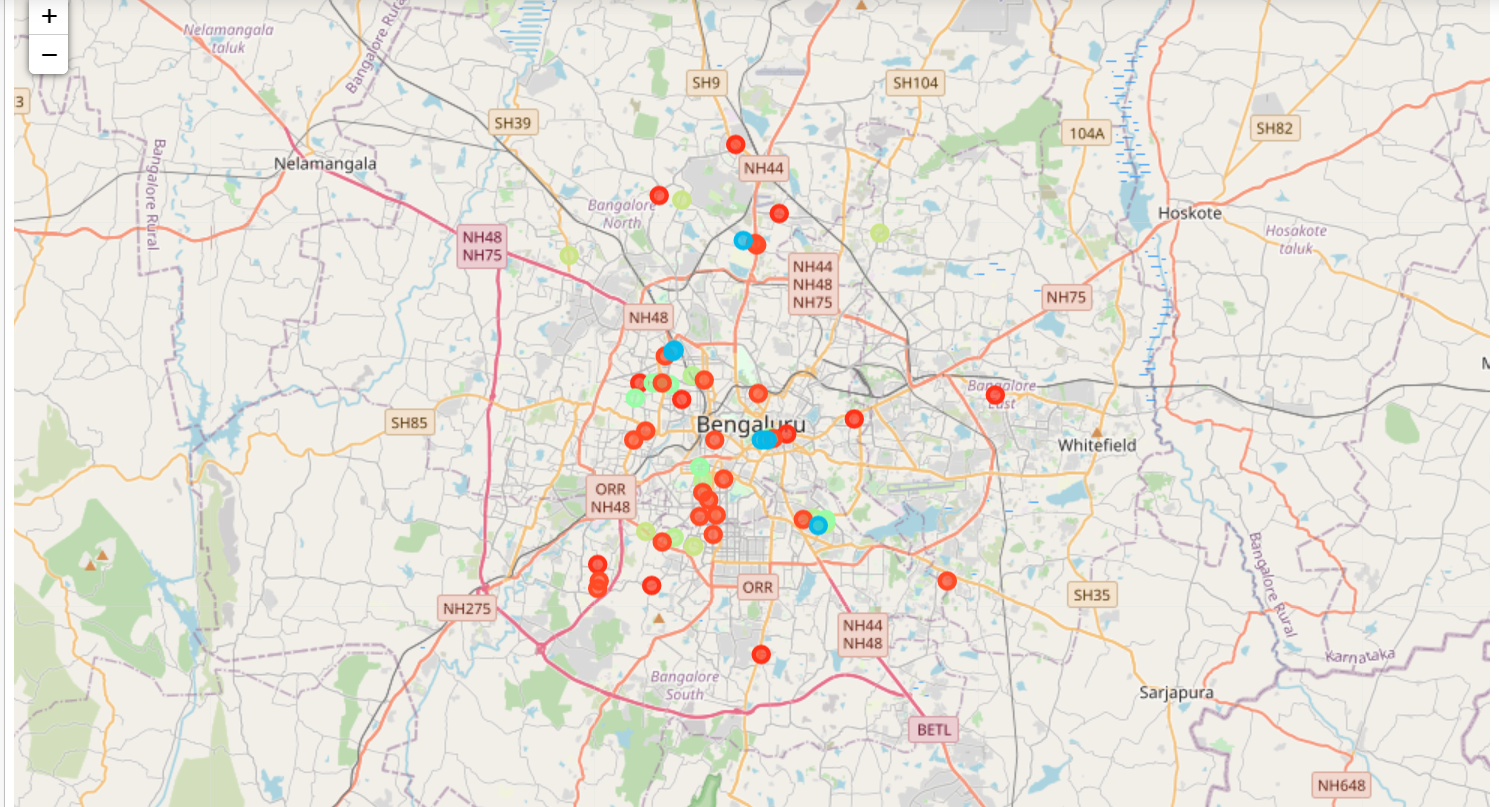 +
−
Nelamangala
taluk
Bangalore Rura
SH9
SH104
3
SH39
104A
SH82
Bangalore Rural
Nelamangala
NH44
Bangalore
North
Hoskote
Hosakote
taluk
NH48
NH75
NH44
NH48
NH75
NH75
NH48
M
Bangalore
East
SH85
Bengaluru
Whitefield
ORR
NH48
Bangalore Rural
NH275
ORR
SH35
NH44
NH48
Karnataka
Bangalore
South
Sarjapura
BETL
NH648